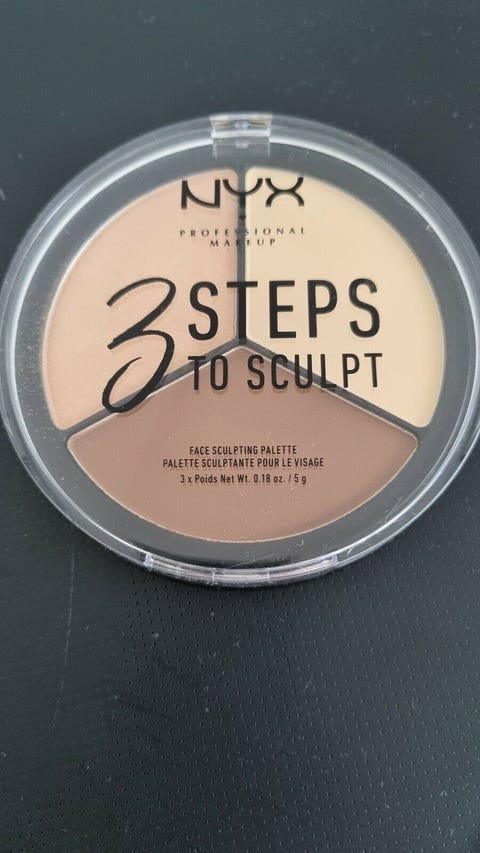 NYX
PROFESSIONAL
MAKEUP
3 STEPS
TO SCULPT
FACE SCULPTING PALETTE
PALETTE SCULPTANTE POUR LE VISAGE
3 x Poids Net Wt. 0.18 oz. / 5 g